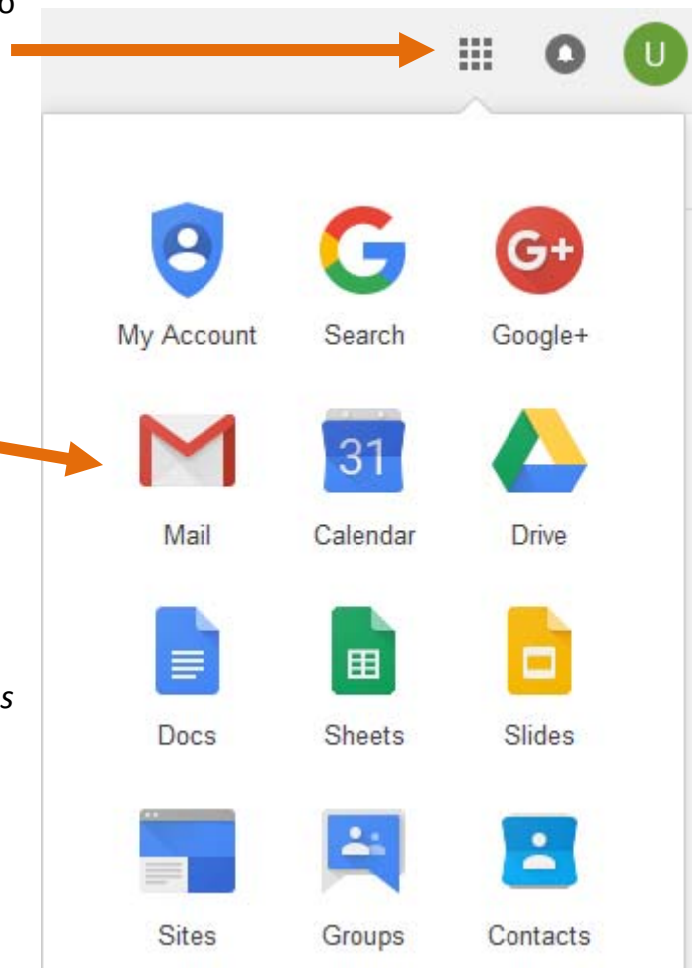 o
U
G+
My Account Search Google+
31
Mail Calendar Drive
s
Docs Sheets Slides
Sites Groups Contacts